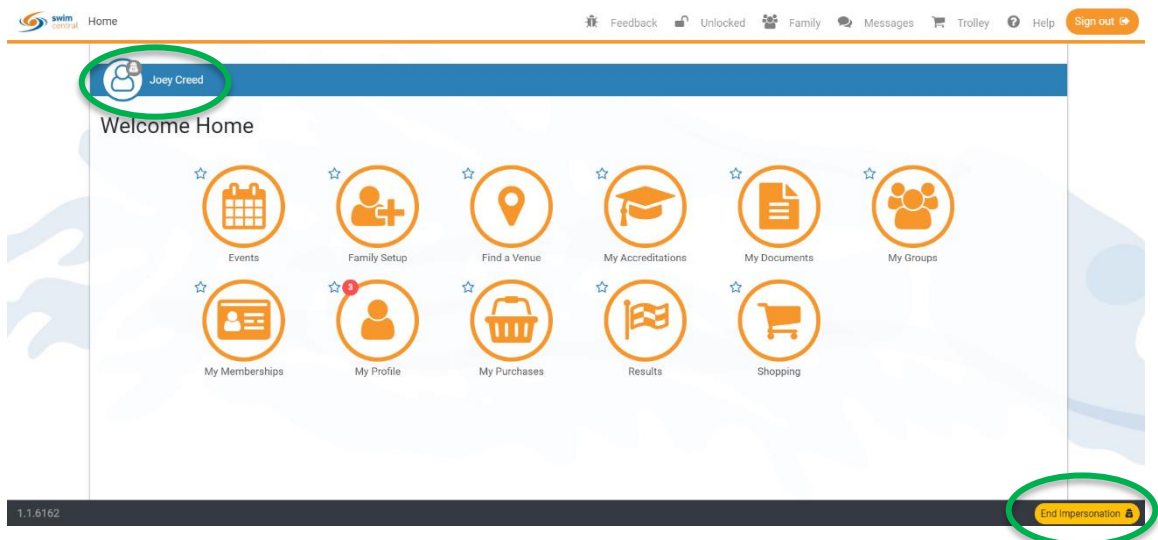 swim central Home Feedback Unlocked Family Messages Trolley Help Sign out
Joey Creed
Welcome Home
Events Family Setup Find a Venue My Accreditations My Documents My Groups
3
My Memberships My Profile My Purchases Results Shopping
1.1.6162 End Impersonation